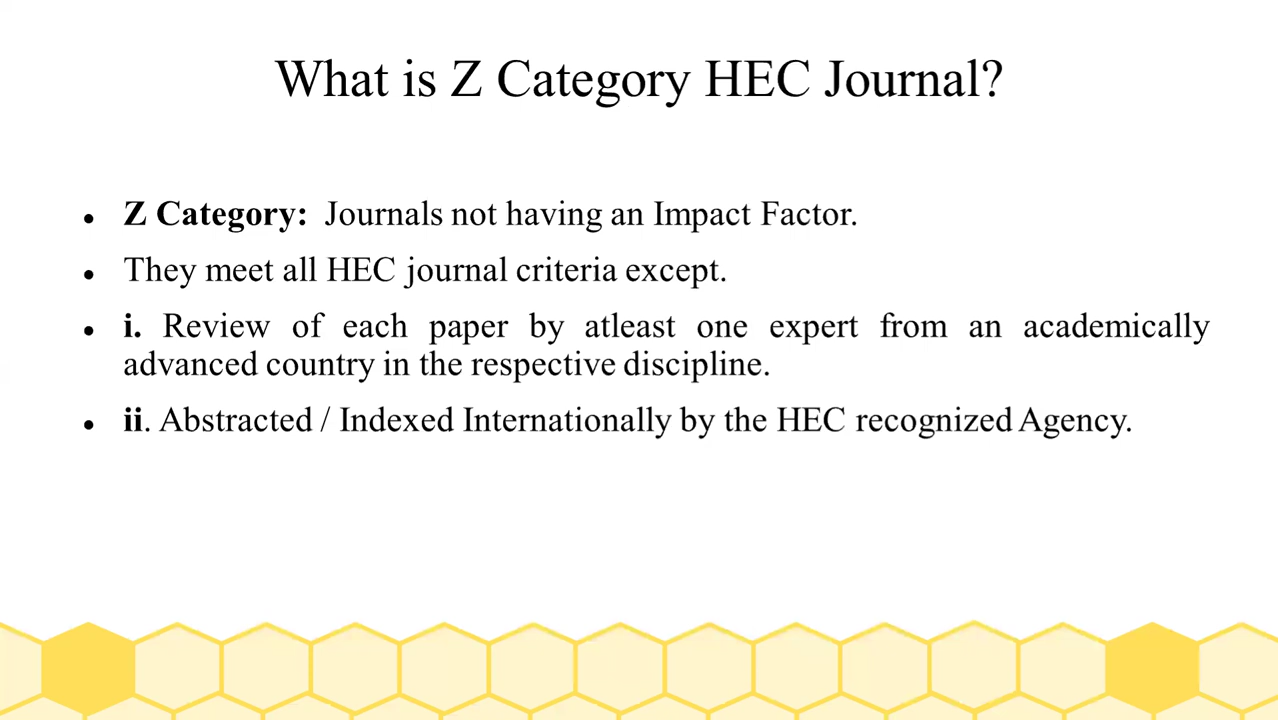 What is Z Category HEC Journal?
• Z Category: Journals not having an Impact Factor.
• They meet all HEC journal criteria except.
• i. Review of each paper by atleast one expert from an academically
advanced country in the respective discipline.
• ii. Abstracted / Indexed Internationally by the HEC recognized Agency.